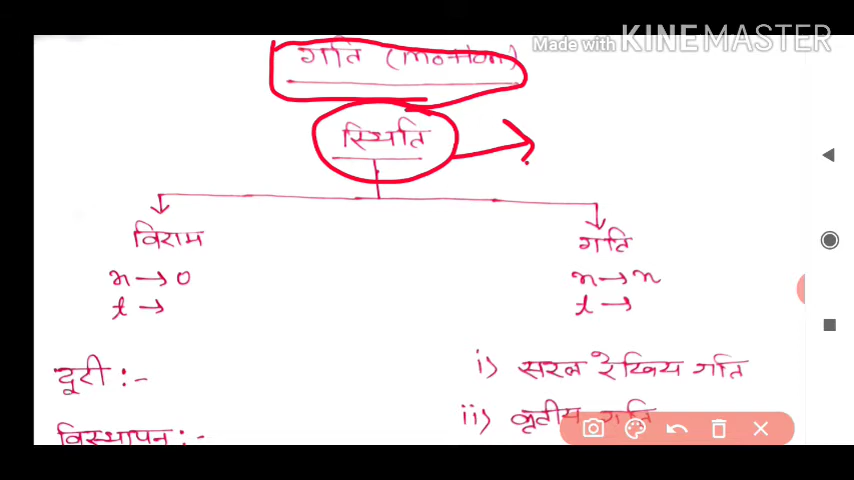 Made with KINEMASTER
गति (motion)
स्थिति
विराम
गति
x → 0
x → x
t →
t →
दूरी :-
i) सरल रेखिय गति
विस्थापन :-
ii) वृतीय गति